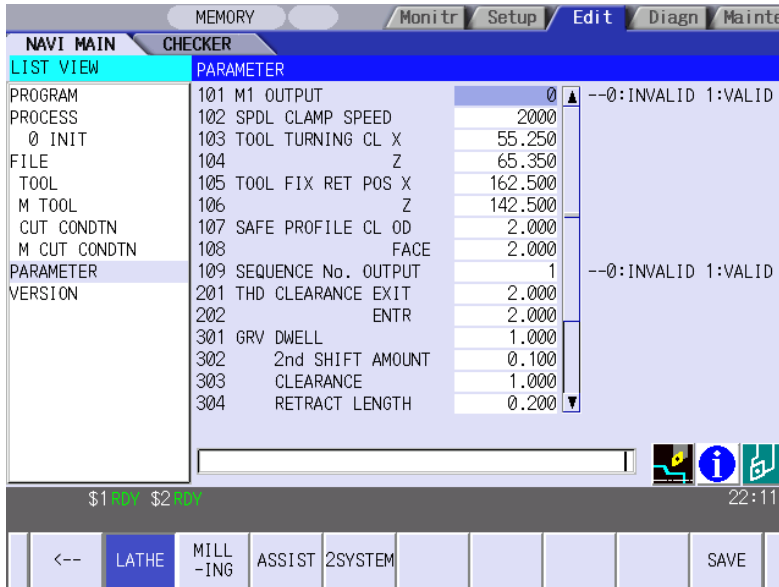 MEMORY
Monitr Setup Edit Diagn Mainte
NAVI MAIN CHECKER
LIST VIEW
PARAMETER
PROGRAM
PROCESS
0 INIT
FILE
TOOL
M TOOL
CUT CONDTN
M CUT CONDTN
PARAMETER
VERSION
101 M1 OUTPUT 0 --0:INVALID 1:VALID
102 SPDL CLAMP SPEED 2000
103 TOOL TURNING CL X 55.250
104 Z 65.350
105 TOOL FIX RET POS X 162.500
106 Z 142.500
107 SAFE PROFILE CL OD 2.000
108 FACE 2.000
109 SEQUENCE No. OUTPUT 1 --0:INVALID 1:VALID
201 THD CLEARANCE EXIT 2.000
202 ENTR 2.000
301 GRV DWELL 1.000
302 2nd SHIFT AMOUNT 0.100
303 CLEARANCE 1.000
304 RETRACT LENGTH 0.200
$1 RDY $2 RDY 22:11
<-- LATHE MILL -ING ASSIST 2SYSTEM SAVE